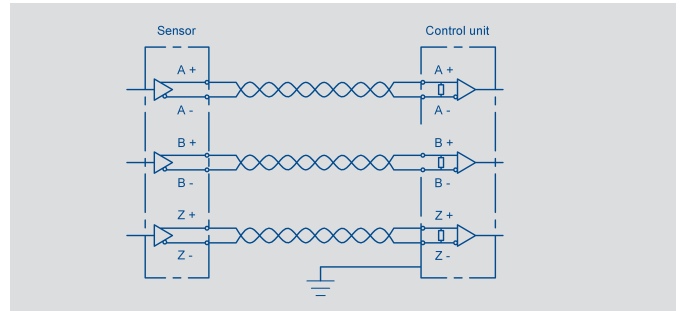 Sensor Control unit
A + A +
A - A -
B + B +
B - B -
Z + Z +
Z - Z -